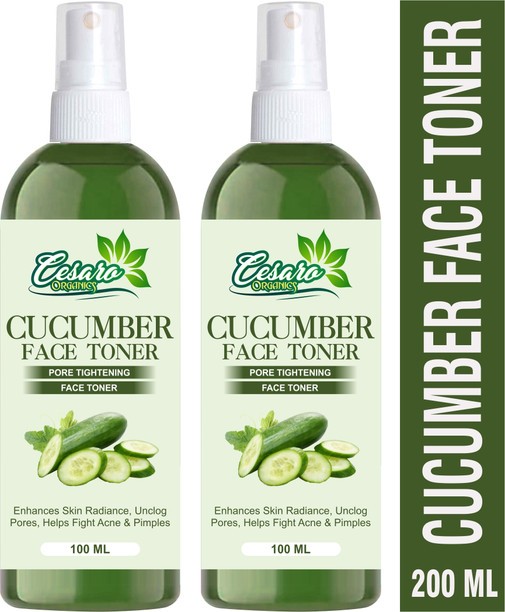 Cesaro
ORGANICS
CUCUMBER
FACE TONER
PORE TIGHTENING
FACE TONER
Enhances Skin Radiance, Unclog
Pores, Helps Fight Acne & Pimples
100 ML
Cesaro
ORGANICS
CUCUMBER
FACE TONER
PORE TIGHTENING
FACE TONER
Enhances Skin Radiance, Unclog
Pores, Helps Fight Acne & Pimples
100 ML
CUCUMBER FACE TONER
200 ML